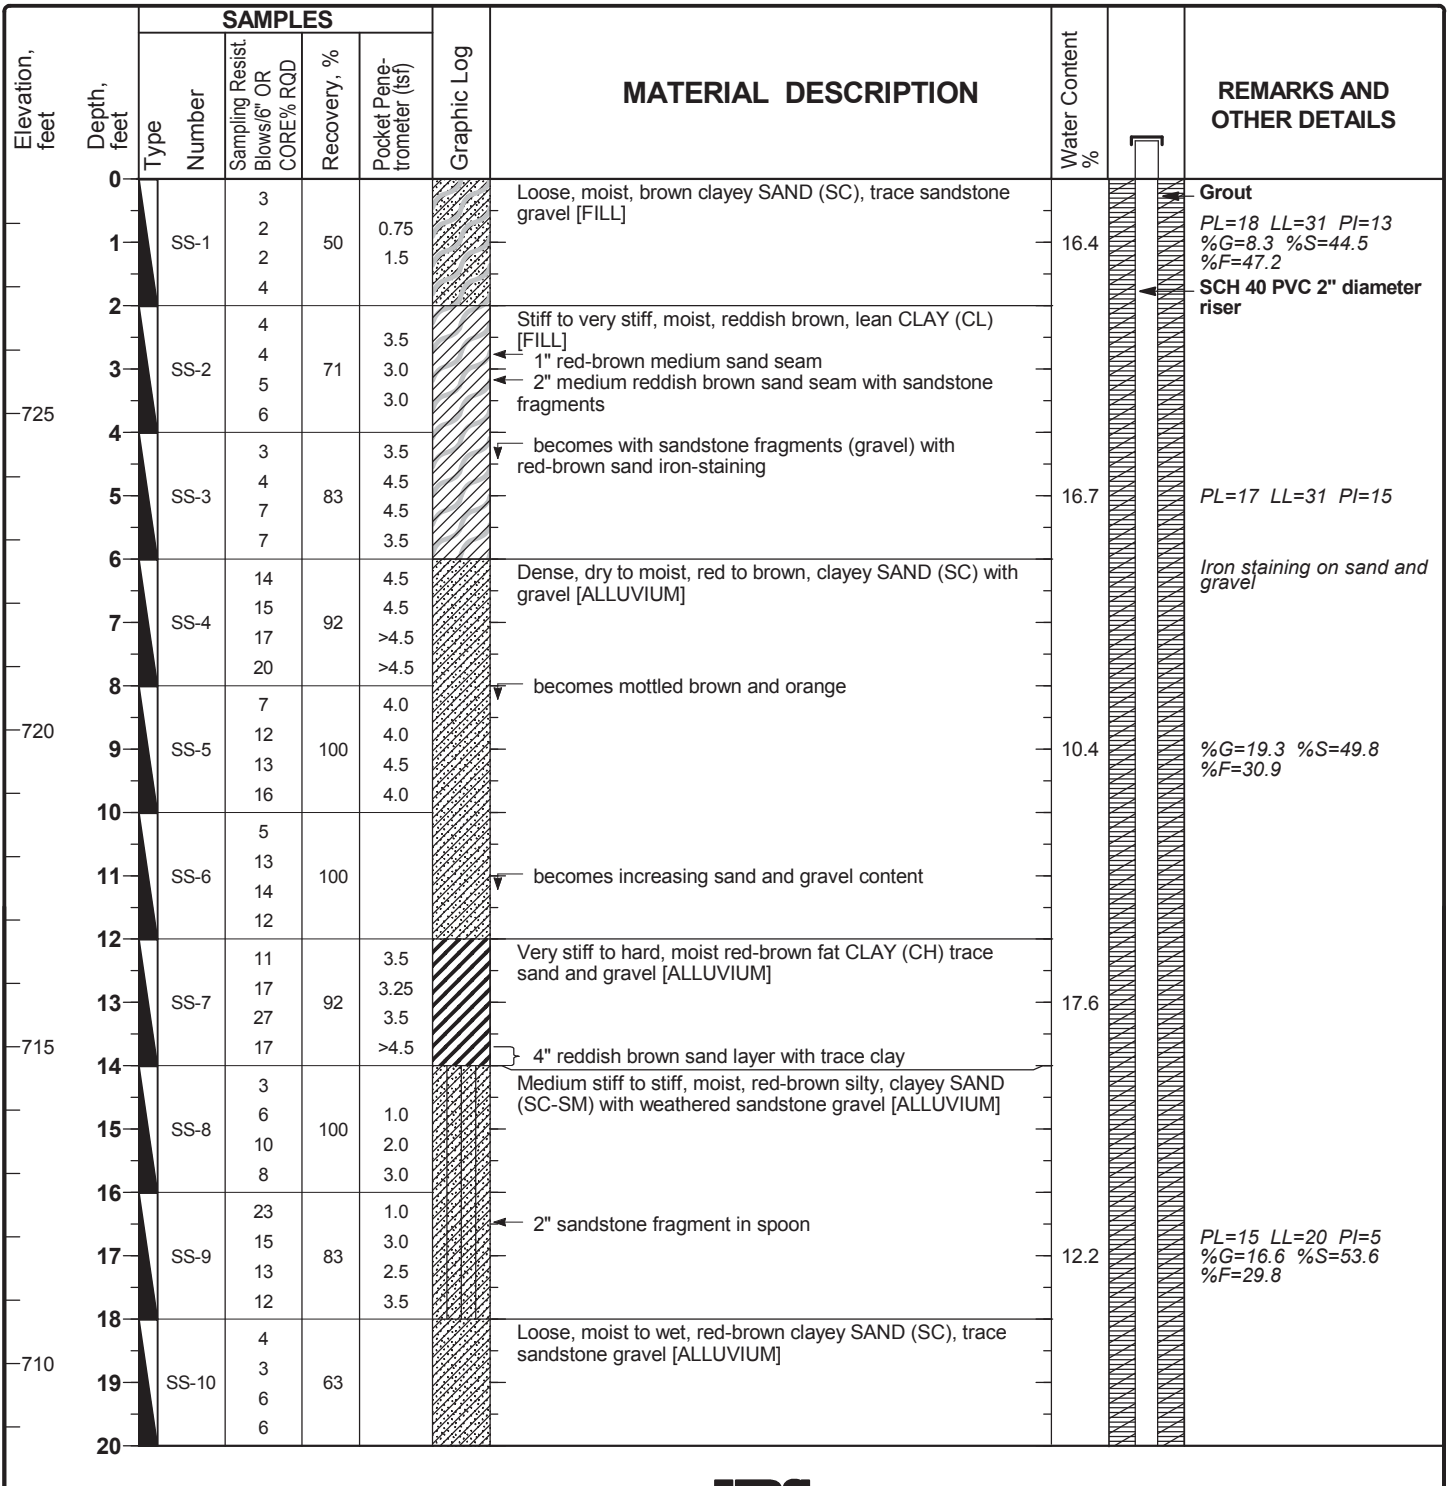 SAMPLES
Elevation,
feet
Depth,
feet
Type
Number
Sampling Resist.
Blows/6" OR
CORE% RQD
Recovery, %
Pocket Pene-
trometer (tsf)
Graphic Log
MATERIAL DESCRIPTION
Water Content
%
REMARKS AND
OTHER DETAILS
0
1
2
SS-1
3
2
2
4
50
0.75
1.5
Loose, moist, brown clayey SAND (SC), trace sandstone
gravel [FILL]
16.4
Grout
PL=18 LL=31 PI=13
%G=8.3 %S=44.5
%F=47.2
SCH 40 PVC 2" diameter
riser
3
725
4
SS-2
4
4
5
6
71
3.5
3.0
3.0
Stiff to very stiff, moist, reddish brown, lean CLAY (CL)
[FILL]
1" red-brown medium sand seam
2" medium reddish brown sand seam with sandstone
fragments
5
6
SS-3
3
4
7
7
83
3.5
4.5
4.5
3.5
becomes with sandstone fragments (gravel) with
red-brown sand iron-staining
16.7
PL=17 LL=31 PI=15
7
8
SS-4
14
15
17
20
92
4.5
4.5
>4.5
>4.5
Dense, dry to moist, red to brown, clayey SAND (SC) with
gravel [ALLUVIUM]
Iron staining on sand and
gravel
720
9
10
SS-5
7
12
13
16
100
4.0
4.0
4.5
4.0
becomes mottled brown and orange
10.4
%G=19.3 %S=49.8
%F=30.9
11
12
SS-6
5
13
14
12
100
becomes increasing sand and gravel content
13
715
14
SS-7
11
17
27
17
92
3.5
3.25
3.5
>4.5
Very stiff to hard, moist red-brown fat CLAY (CH) trace
sand and gravel [ALLUVIUM]
4" reddish brown sand layer with trace clay
17.6
15
16
SS-8
3
6
10
8
100
1.0
2.0
3.0
Medium stiff to stiff, moist, red-brown silty, clayey SAND
(SC-SM) with weathered sandstone gravel [ALLUVIUM]
17
18
SS-9
23
15
13
12
83
1.0
3.0
2.5
3.5
2" sandstone fragment in spoon
12.2
PL=15 LL=20 PI=5
%G=16.6 %S=53.6
%F=29.8
710
19
20
SS-10
4
3
6
6
63
Loose, moist to wet, red-brown clayey SAND (SC), trace
sandstone gravel [ALLUVIUM]